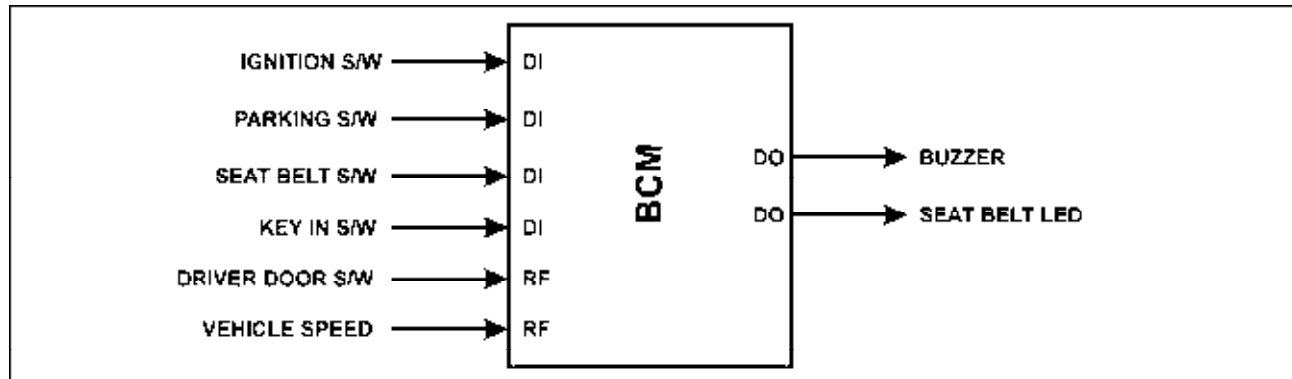 IGNITION S/W
DI
PARKING S/W
DI
SEAT BELT S/W
DI
KEY IN S/W
DI
DRIVER DOOR S/W
RF
VEHICLE SPEED
RF
BCM
DO
BUZZER
DO
SEAT BELT LED